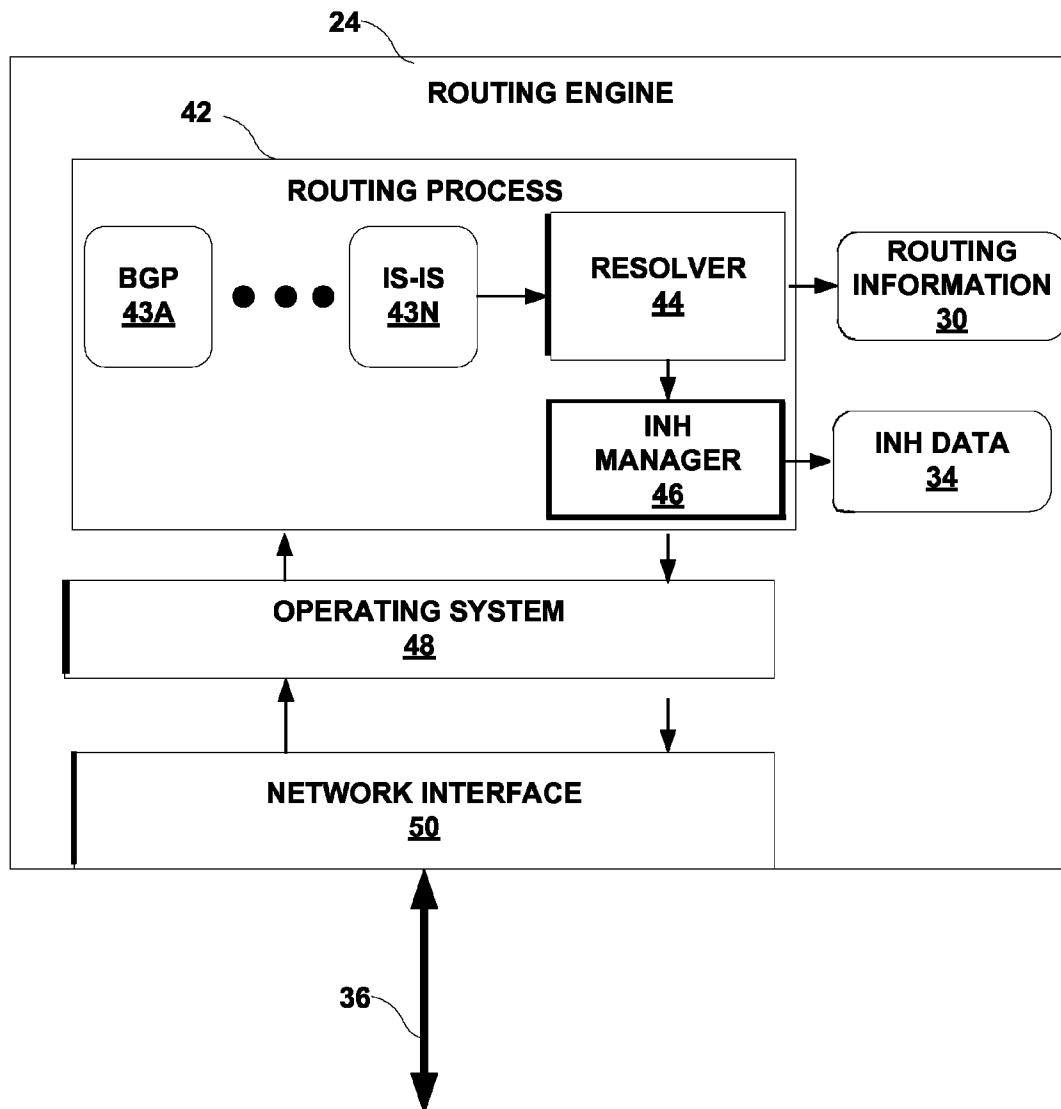 24
ROUTING ENGINE
42
ROUTING PROCESS
BGP
43A
IS-IS
43N
RESOLVER
44
ROUTING
INFORMATION
30
INH
MANAGER
46
INH DATA
34
OPERATING SYSTEM
48
NETWORK INTERFACE
50
36